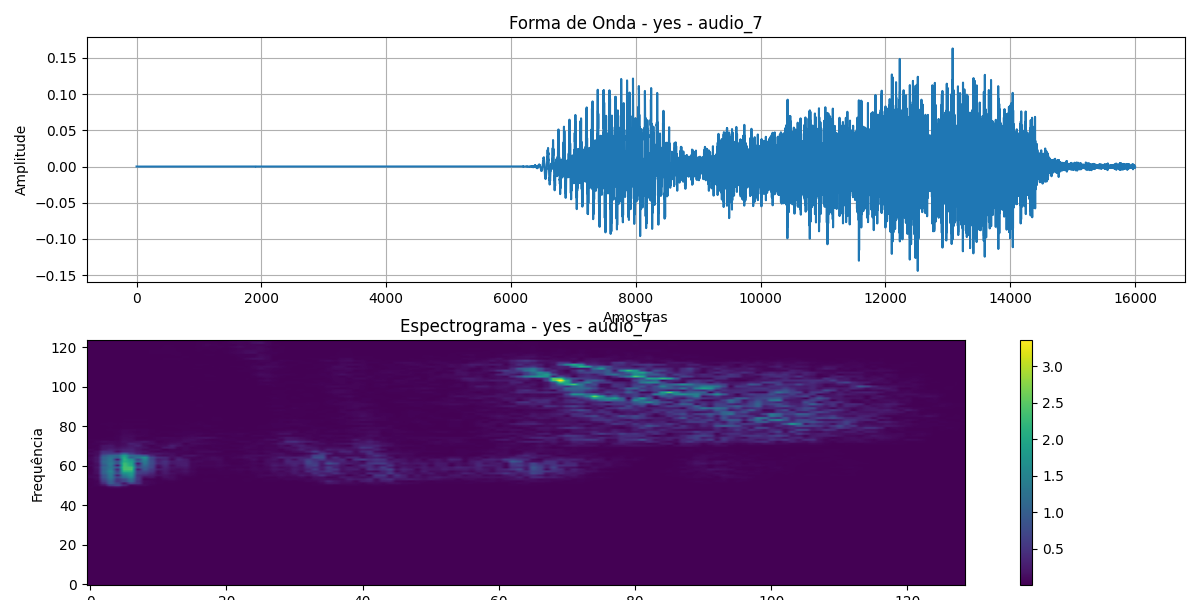 Forma de Onda - yes - audio_7
Amplitude
0.15
0.10
0.05
0.00
−0.05
−0.10
−0.15
0 2000 4000 6000 8000 10000 12000 14000 16000
Amostras
Espectrograma - yes - audio_7
Frequência
120
100
80
60
40
20
0
0 20 40 60 80 100 120
3.0
2.5
2.0
1.5
1.0
0.5